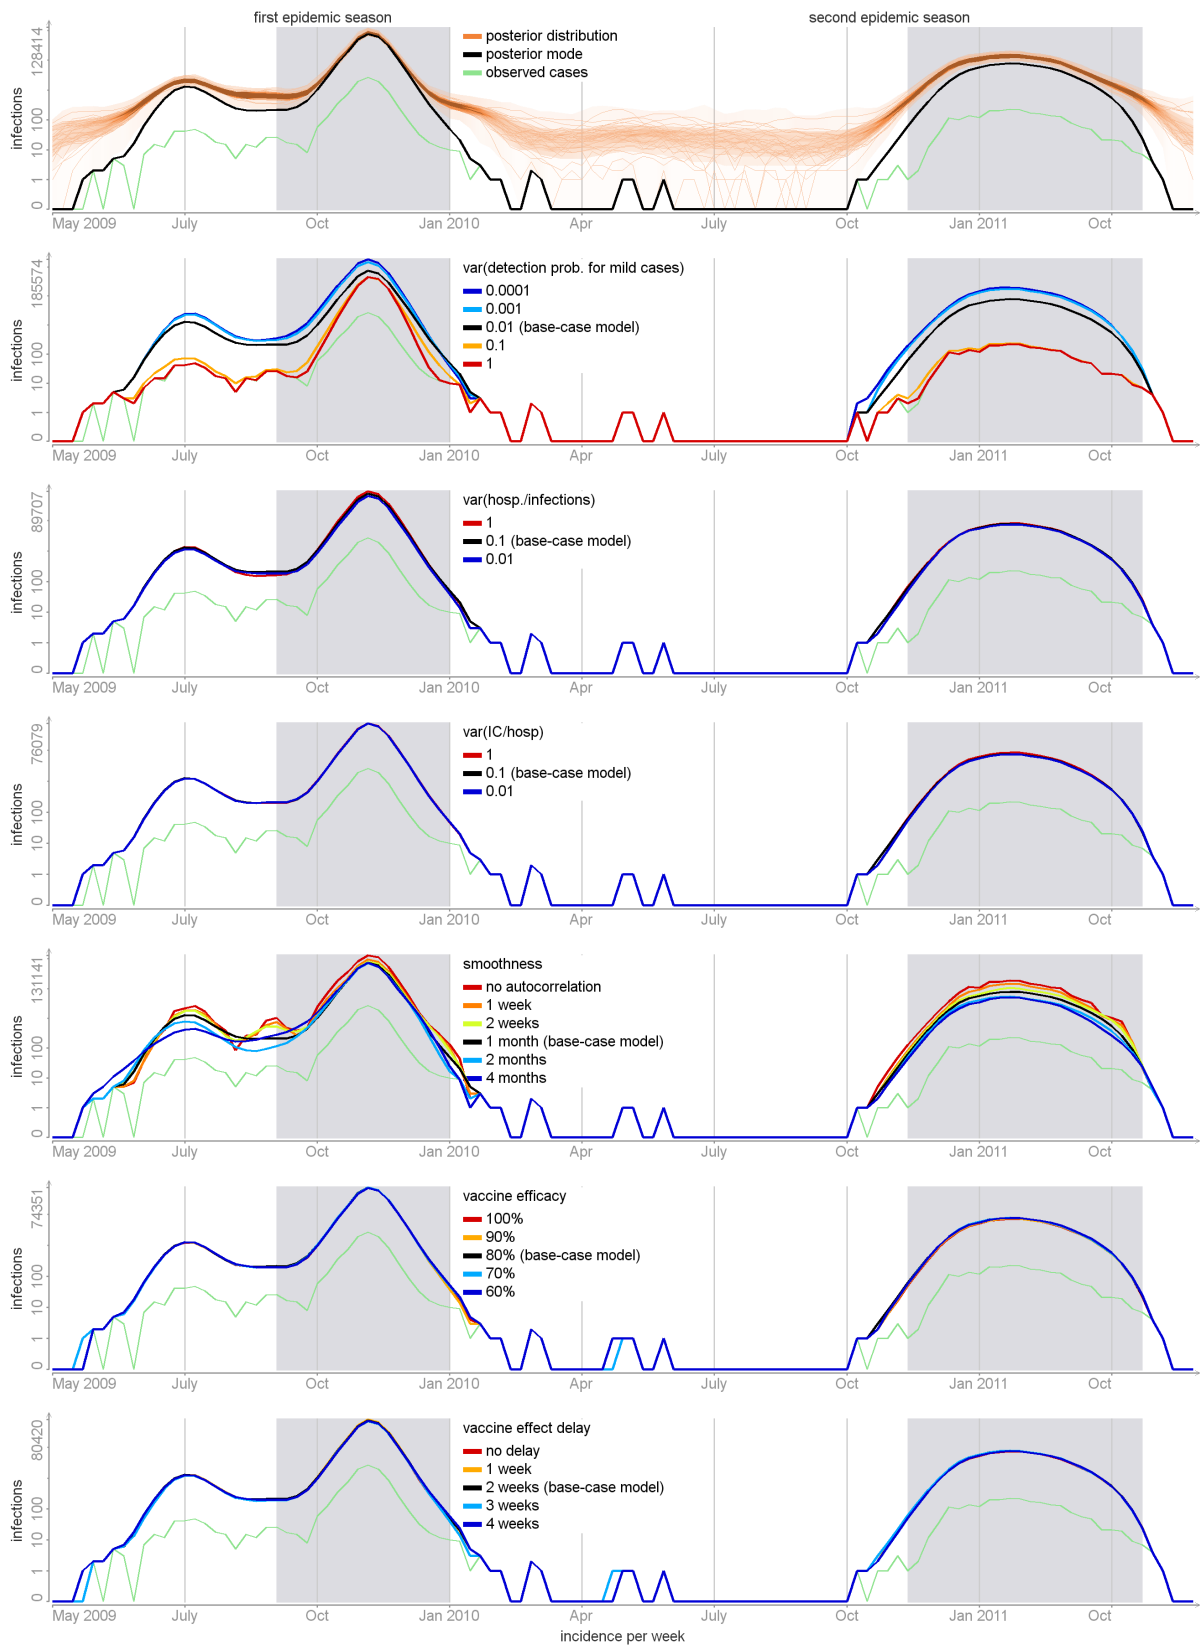 first epidemic season
second epidemic season
infections
0 1 10 100 128414
posterior distribution
posterior mode
observed cases
May 2009 July Oct Jan 2010 Apr July Oct Jan 2011 Oct
infections
0 1 10 100 185574
var(detection prob. for mild cases)
0.0001
0.001
0.01 (base-case model)
0.1
1
May 2009 July Oct Jan 2010 Apr July Oct Jan 2011 Oct
infections
0 1 10 100 89707
var(hosp./infections)
1
0.1 (base-case model)
0.01
May 2009 July Oct Jan 2010 Apr July Oct Jan 2011 Oct
infections
0 1 10 100 76079
var(IC/hosp)
1
0.1 (base-case model)
0.01
May 2009 July Oct Jan 2010 Apr July Oct Jan 2011 Oct
infections
0 1 10 100 131141
smoothness
no autocorrelation
1 week
2 weeks
1 month (base-case model)
2 months
4 months
May 2009 July Oct Jan 2010 Apr July Oct Jan 2011 Oct
infections
0 1 10 100 74351
vaccine efficacy
100%
90%
80% (base-case model)
70%
60%
May 2009 July Oct Jan 2010 Apr July Oct Jan 2011 Oct
infections
0 1 10 100 80420
vaccine effect delay
no delay
1 week
2 weeks (base-case model)
3 weeks
4 weeks
May 2009 July Oct Jan 2010 Apr July Oct Jan 2011 Oct
incidence per week